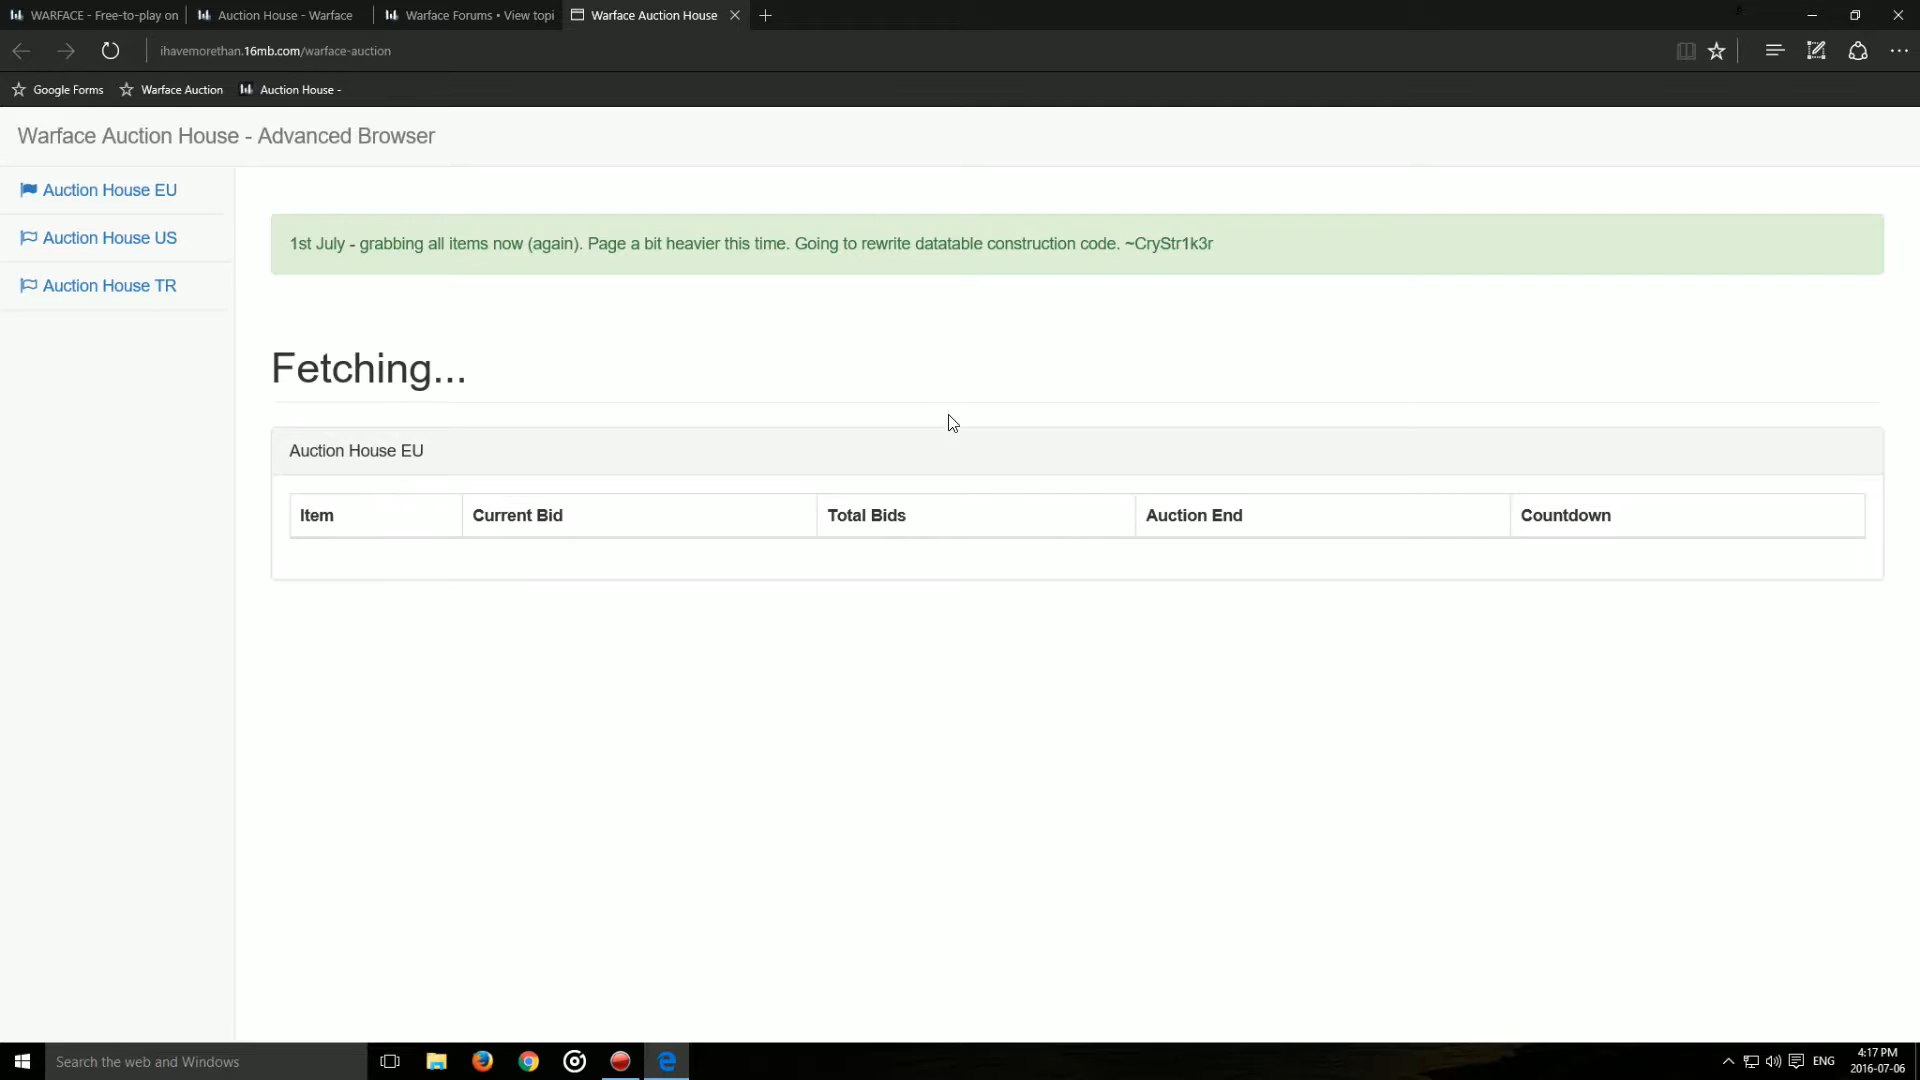 WARFACE - Free-to-play on
Auction House - Warface
Warface Forums • View topi
Warface Auction House
ihavemorethan.16mb.com/warface-auction
Google Forms
Warface Auction
Auction House -
Warface Auction House - Advanced Browser
Auction House EU
Auction House US
Auction House TR
1st July - grabbing all items now (again). Page a bit heavier this time. Going to rewrite datatable construction code. ~CryStr1k3r
Fetching...
Auction House EU
Item Current Bid Total Bids Auction End Countdown
Search the web and Windows
ENG
4:17 PM
2016-07-06